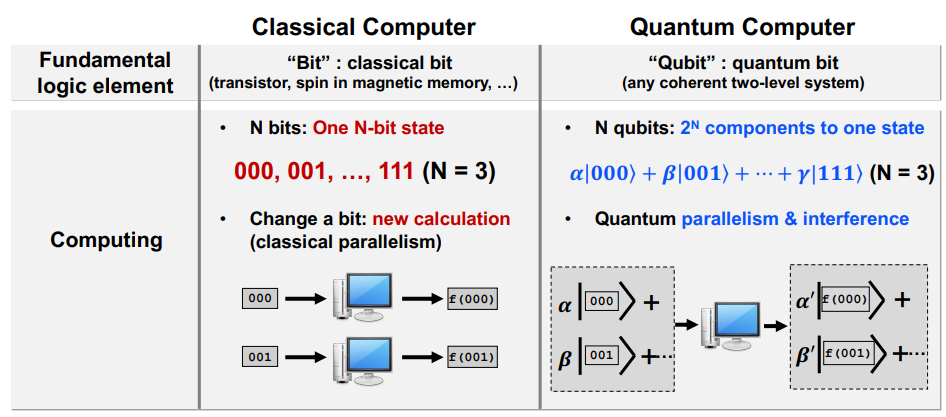 Classical Computer
Quantum Computer
Fundamental
logic element
“Bit” : classical bit
(transistor, spin in magnetic memory, …)
“Qubit” : quantum bit
(any coherent two-level system)
Computing
• N bits: One N-bit state
000, 001, …, 111 (N = 3)
• Change a bit: new calculation
(classical parallelism)
000
f(000)
001
f(001)
• N qubits: 2ᴺ components to one state
α|000⟩ + β|001⟩ + ⋯ + γ|111⟩ (N = 3)
• Quantum parallelism & interference
α |000⟩ +
β |001⟩ +⋯
α′ |f(000)⟩ +
β′ |f(001)⟩ +⋯